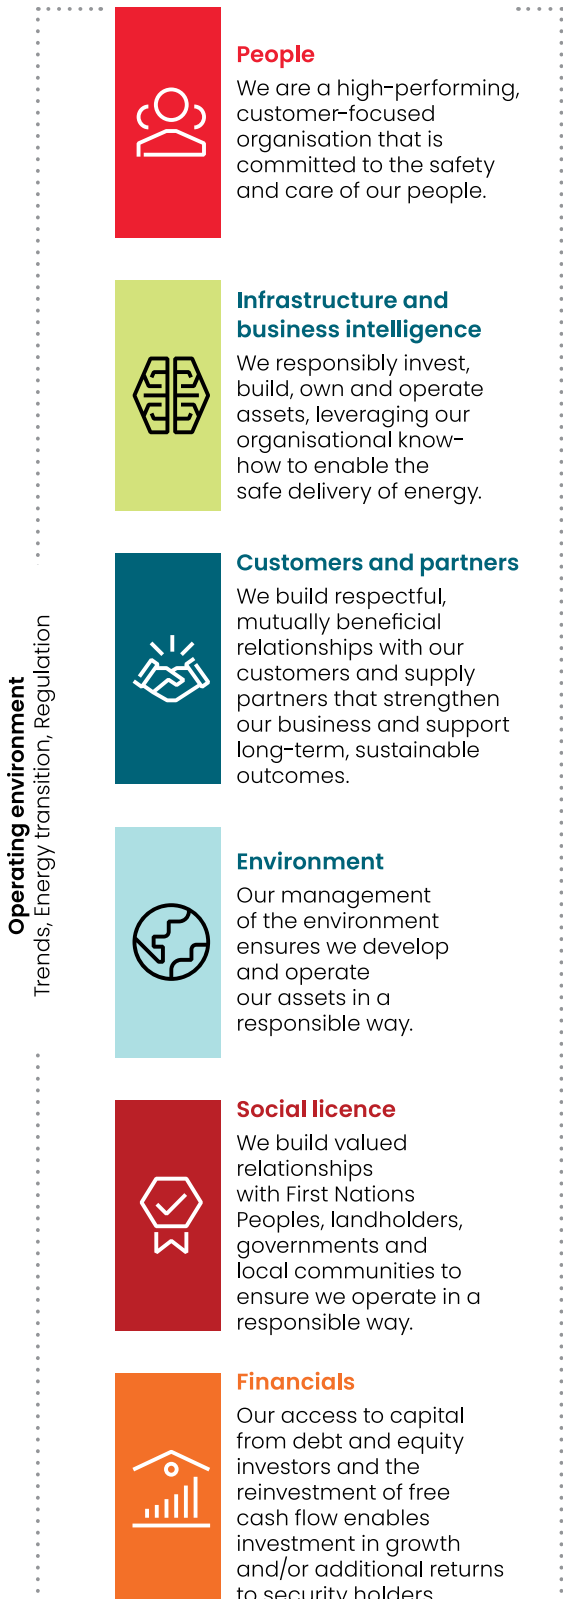 People
We are a high-performing,
customer-focused
organisation that is
committed to the safety
and care of our people.
Infrastructure and
business intelligence
We responsibly invest,
build, own and operate
assets, leveraging our
organisational know-
how to enable the
safe delivery of energy.
Customers and partners
We build respectful,
mutually beneficial
relationships with our
customers and supply
partners that strengthen
our business and support
long-term, sustainable
outcomes.
Operating environment
Trends, Energy transition, Regulation
Environment
Our management
of the environment
ensures we develop
and operate
our assets in a
responsible way.
Social licence
We build valued
relationships
with First Nations
Peoples, landholders,
governments and
local communities to
ensure we operate in a
responsible way.
Financials
Our access to capital
from debt and equity
investors and the
reinvestment of free
cash flow enables
investment in growth
and/or additional returns
to security holders